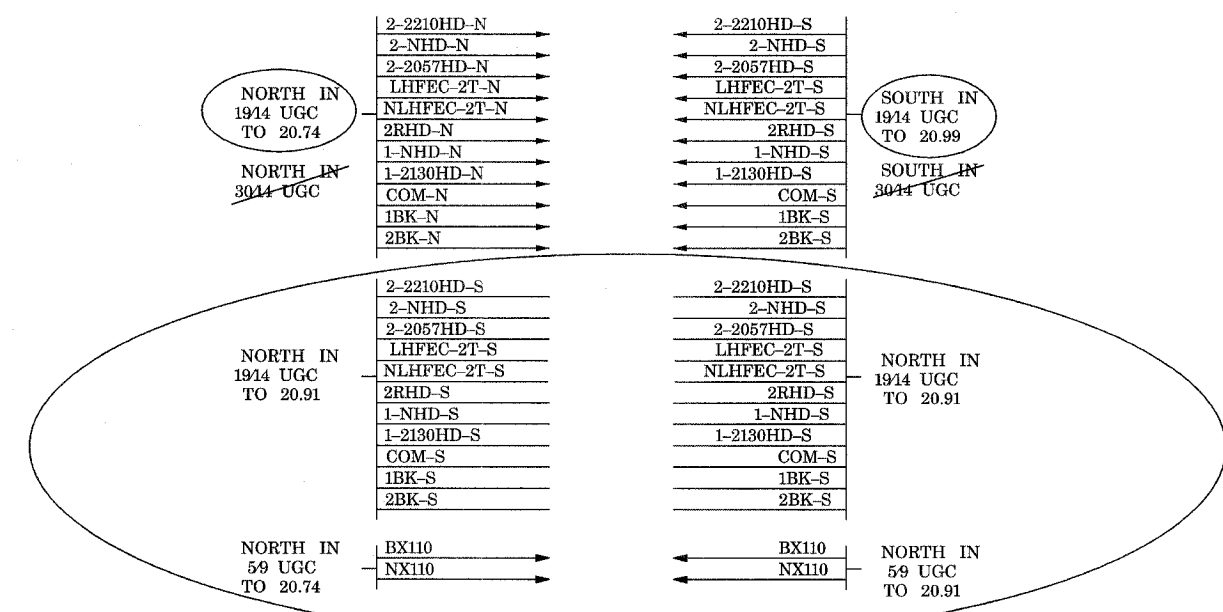 2-2210HD-N
2-NHD-N
2-2057HD-N
LHFEC-2T-N
NLHFEC-2T-N
2RHD-N
1-NHD-N
1-2130HD-N
COM-N
1BK-N
2BK-N
NORTH IN
19/14 UGC
TO 20.74
NORTH IN
30/14 UGC
2-2210HD-S
2-NHD-S
2-2057HD-S
LHFEC-2T-S
NLHFEC-2T-S
2RHD-S
1-NHD-S
1-2130HD-S
COM-S
1BK-S
2BK-S
SOUTH IN
19/14 UGC
TO 20.99
SOUTH IN
30/14 UGC
NORTH IN
19/14 UGC
TO 20.91
2-2210HD-S
2-NHD-S
2-2057HD-S
LHFEC-2T-S
NLHFEC-2T-S
2RHD-S
1-NHD-S
1-2130HD-S
COM-S
1BK-S
2BK-S
2-2210HD-S
2-NHD-S
2-2057HD-S
LHFEC-2T-S
NLHFEC-2T-S
2RHD-S
1-NHD-S
1-2130HD-S
COM-S
1BK-S
2BK-S
NORTH IN
19/14 UGC
TO 20.91
NORTH IN
5/9 UGC
TO 20.74
BX110
NX110
BX110
NX110
NORTH IN
5/9 UGC
TO 20.91